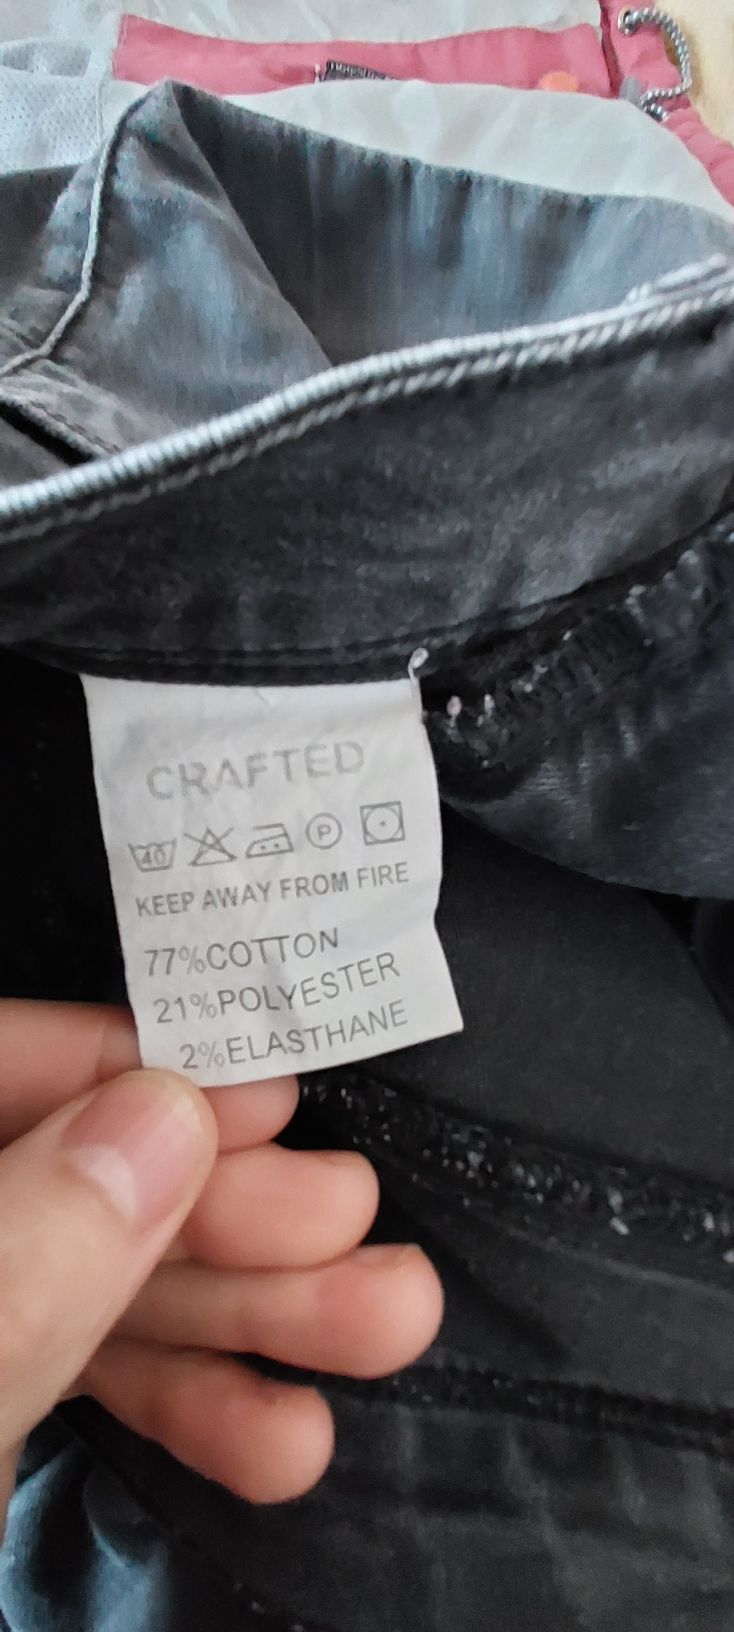 CRAFTED
40 P
KEEP AWAY FROM FIRE
77%COTTON
21%POLYESTER
2%ELASTHANE